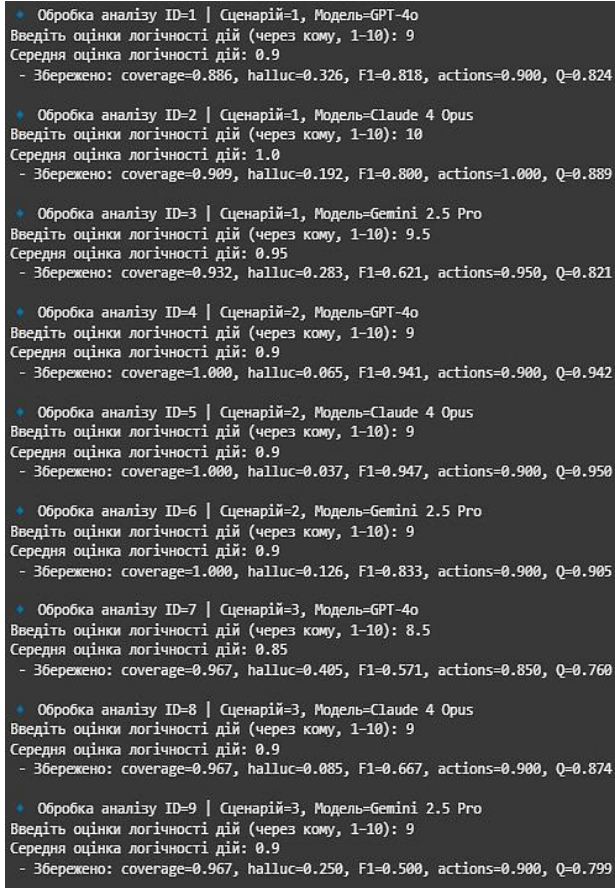 🔹 Обробка аналізу ID=1 | Сценарій=1, Модель=GPT-4o
Введіть оцінки логічності дій (через кому, 1–10): 9
Середня оцінка логічності дій: 0.9
- Збережено: coverage=0.886, halluc=0.326, F1=0.818, actions=0.900, Q=0.824
🔹 Обробка аналізу ID=2 | Сценарій=1, Модель=Claude 4 Opus
Введіть оцінки логічності дій (через кому, 1–10): 10
Середня оцінка логічності дій: 1.0
- Збережено: coverage=0.909, halluc=0.192, F1=0.800, actions=1.000, Q=0.889
🔹 Обробка аналізу ID=3 | Сценарій=1, Модель=Gemini 2.5 Pro
Введіть оцінки логічності дій (через кому, 1–10): 9.5
Середня оцінка логічності дій: 0.95
- Збережено: coverage=0.932, halluc=0.283, F1=0.621, actions=0.950, Q=0.821
🔹 Обробка аналізу ID=4 | Сценарій=2, Модель=GPT-4o
Введіть оцінки логічності дій (через кому, 1–10): 9
Середня оцінка логічності дій: 0.9
- Збережено: coverage=1.000, halluc=0.065, F1=0.941, actions=0.900, Q=0.942
🔹 Обробка аналізу ID=5 | Сценарій=2, Модель=Claude 4 Opus
Введіть оцінки логічності дій (через кому, 1–10): 9
Середня оцінка логічності дій: 0.9
- Збережено: coverage=1.000, halluc=0.037, F1=0.947, actions=0.900, Q=0.950
🔹 Обробка аналізу ID=6 | Сценарій=2, Модель=Gemini 2.5 Pro
Введіть оцінки логічності дій (через кому, 1–10): 9
Середня оцінка логічності дій: 0.9
- Збережено: coverage=1.000, halluc=0.126, F1=0.833, actions=0.900, Q=0.905
🔹 Обробка аналізу ID=7 | Сценарій=3, Модель=GPT-4o
Введіть оцінки логічності дій (через кому, 1–10): 8.5
Середня оцінка логічності дій: 0.85
- Збережено: coverage=0.967, halluc=0.405, F1=0.571, actions=0.850, Q=0.760
🔹 Обробка аналізу ID=8 | Сценарій=3, Модель=Claude 4 Opus
Введіть оцінки логічності дій (через кому, 1–10): 9
Середня оцінка логічності дій: 0.9
- Збережено: coverage=0.967, halluc=0.085, F1=0.667, actions=0.900, Q=0.874
🔹 Обробка аналізу ID=9 | Сценарій=3, Модель=Gemini 2.5 Pro
Введіть оцінки логічності дій (через кому, 1–10): 9
Середня оцінка логічності дій: 0.9
- Збережено: coverage=0.967, halluc=0.250, F1=0.500, actions=0.900, Q=0.799